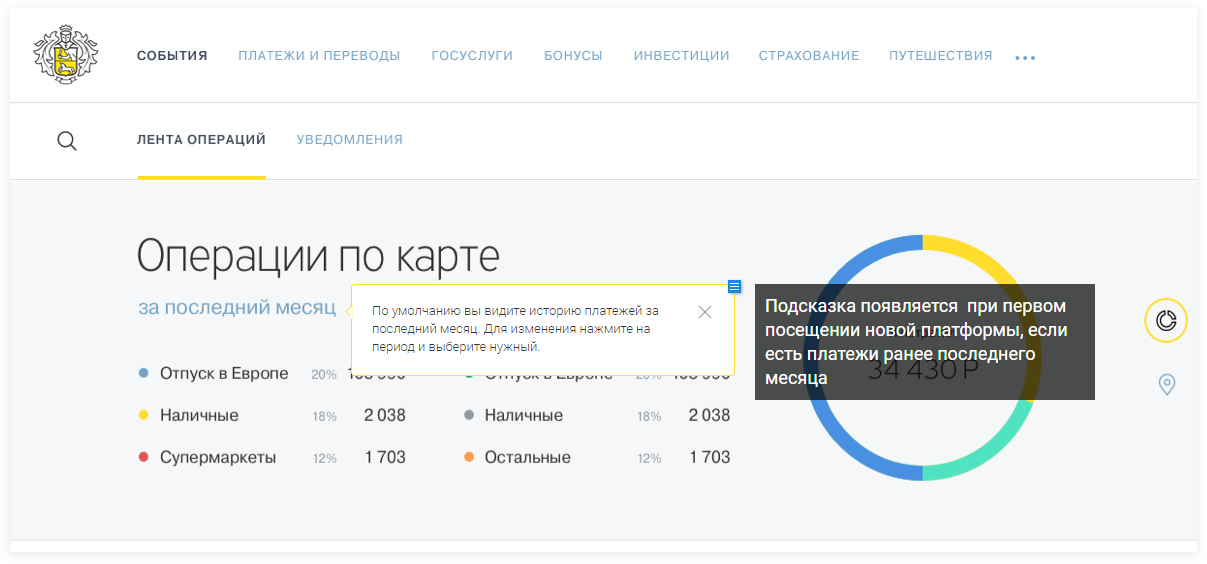 СОБЫТИЯ ПЛАТЕЖИ И ПЕРЕВОДЫ ГОСУСЛУГИ БОНУСЫ ИНВЕСТИЦИИ СТРАХОВАНИЕ ПУТЕШЕСТВИЯ
ЛЕНТА ОПЕРАЦИЙ УВЕДОМЛЕНИЯ
Операции по карте
за последний месяц
По умолчанию вы видите историю платежей за
последний месяц. Для изменения нажмите на
период и выберите нужный.
Подсказка появляется при первом
посещении новой платформы, если
есть платежи ранее последнего
месяца
34 430 Р
Отпуск в Европе 20%
Отпуск в Европе 20%
Наличные 18% 2 038
Наличные 18% 2 038
Супермаркеты 12% 1 703
Остальные 12% 1 703